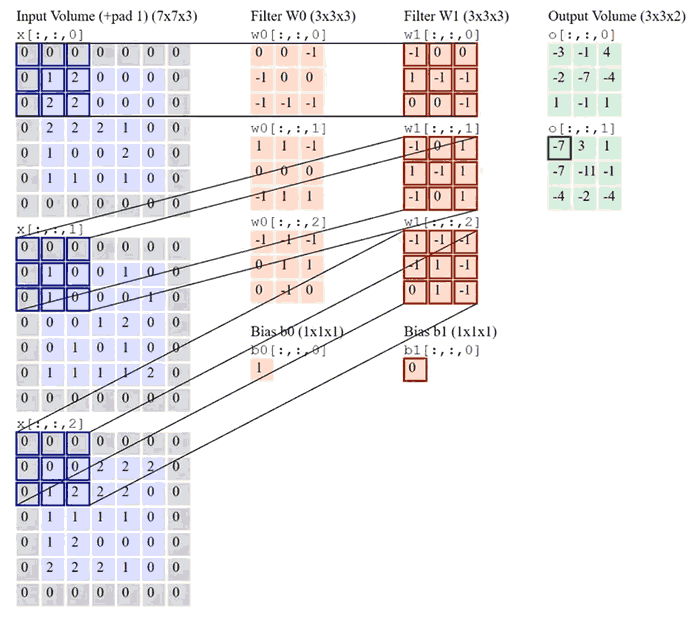 Input Volume (+pad 1) (7x7x3)
x[:,:,0]
0 0 0 0 0 0 0
0 1 2 0 0 0 0
0 2 2 0 0 0 0
0 2 2 2 1 0 0
0 1 0 0 2 0 0
0 1 1 0 1 0 0
0 0 0 0 0 0 0
x[:,:,1]
0 0 0 0 0 0 0
0 1 0 0 1 0 0
0 1 0 0 0 1 0
0 0 0 1 2 0 0
0 0 1 0 1 0 0
0 1 1 1 1 2 0
0 0 0 0 0 0 0
x[:,:,2]
0 0 0 0 0 0 0
0 0 0 2 2 2 0
0 1 2 2 2 0 0
0 1 1 1 1 0 0
0 1 2 0 0 0 0
0 2 2 2 1 0 0
0 0 0 0 0 0 0
Filter W0 (3x3x3)
w0[:,:,0]
0 0 -1
-1 0 0
-1 -1 -1
w0[:,:,1]
1 1 -1
0 0 0
-1 1 1
w0[:,:,2]
-1 -1 -1
0 1 1
0 -1 0
Bias b0 (1x1x1)
b0[:,:,0]
1
Filter W1 (3x3x3)
w1[:,:,0]
-1 0 0
1 -1 -1
0 0 -1
w1[:,:,1]
-1 0 1
1 -1 1
-1 0 1
w1[:,:,2]
-1 -1 -1
-1 1 -1
0 1 -1
Bias b1 (1x1x1)
b1[:,:,0]
0
Output Volume (3x3x2)
o[:,:,0]
-3 -1 4
-2 -7 -4
1 -1 1
o[:,:,1]
-7 3 1
-7 -11 -1
-4 -2 -4